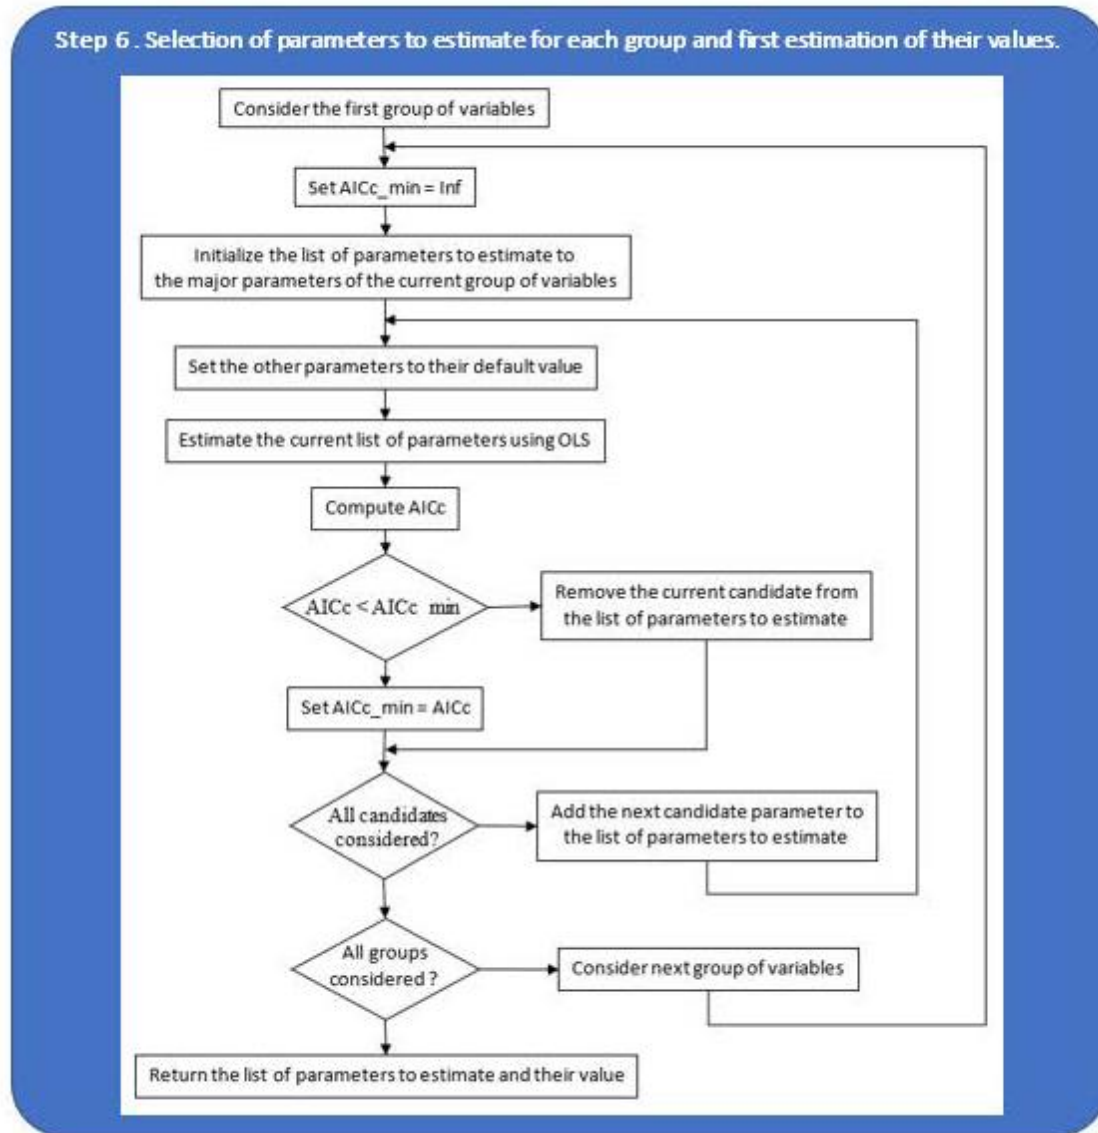 Step 6. Selection of parameters to estimate for each group and first estimation of their values.
Consider the first group of variables
Set AICc_min = Inf
Initialize the list of parameters to estimate to
the major parameters of the current group of variables
Set the other parameters to their default value
Estimate the current list of parameters using OLS
Compute AICc
AICc < AICc min
Remove the current candidate from
the list of parameters to estimate
Set AICc_min = AICc
All candidates
considered?
Add the next candidate parameter to
the list of parameters to estimate
All groups
considered ?
Consider next group of variables
Return the list of parameters to estimate and their value